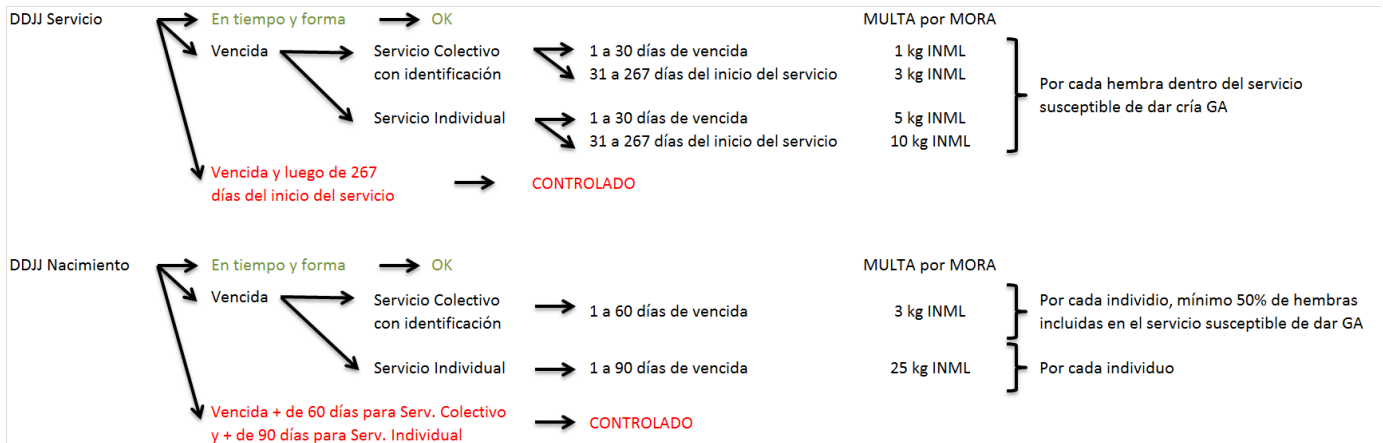 DDJJ Servicio En tiempo y forma OK MULTA por MORA
Vencida Servicio Colectivo 1 a 30 días de vencida 1 kg INML
con identificación 31 a 267 días del inicio del servicio 3 kg INML
Por cada hembra dentro del servicio
susceptible de dar cría GA
Servicio Individual 1 a 30 días de vencida 5 kg INML
31 a 267 días del inicio del servicio 10 kg INML
Vencida y luego de 267
días del inicio del servicio
CONTROLADO
DDJJ Nacimiento En tiempo y forma OK MULTA por MORA
Vencida Servicio Colectivo
con identificación
1 a 60 días de vencida 3 kg INML
Por cada individio, mínimo 50% de hembras
incluidas en el servicio susceptible de dar GA
Servicio Individual 1 a 90 días de vencida 25 kg INML Por cada individuo
Vencida + de 60 días para Serv. Colectivo
y + de 90 días para Serv. Individual
CONTROLADO